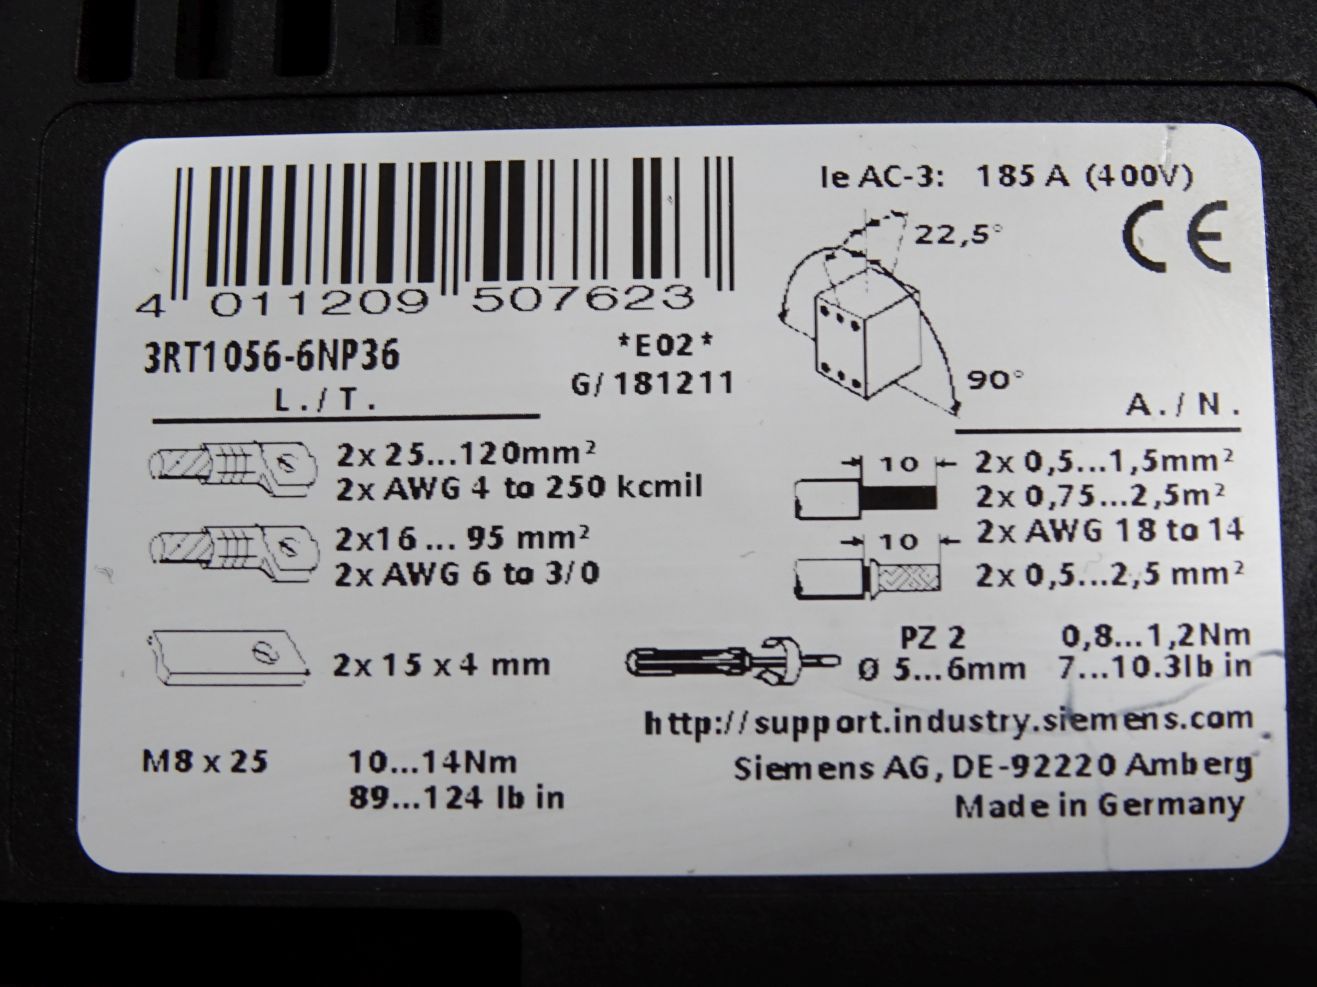 Ie AC-3: 185 A (400V)
CE
22,5°
90°
4 011209 507623
3RT1056-6NP36
*E02*
G/181211
L./T.
2x 25...120mm²
2x AWG 4 to 250 kcmil
2x16 ... 95 mm²
2x AWG 6 to 3/0
2x 15 x 4 mm
M8 x 25 10...14Nm
89...124 lb in
A./N.
10 2x 0,5...1,5mm²
2x 0,75...2,5m²
2x AWG 18 to 14
10 2x 0,5...2,5 mm²
PZ 2 0,8...1,2Nm
Ø 5...6mm 7...10.3lb in
http://support.industry.siemens.com
Siemens AG, DE-92220 Amberg
Made in Germany